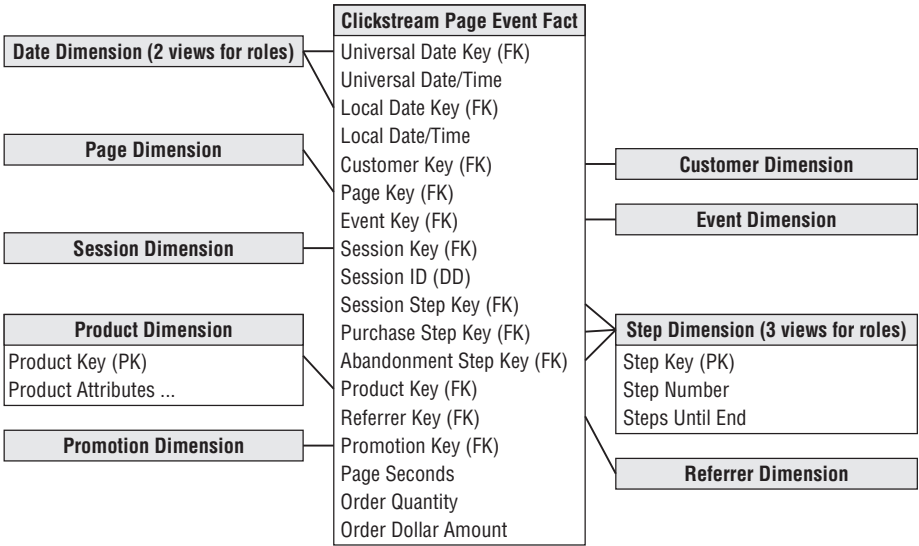 Clickstream Page Event Fact
Universal Date Key (FK)
Universal Date/Time
Local Date Key (FK)
Local Date/Time
Customer Key (FK)
Page Key (FK)
Event Key (FK)
Session Key (FK)
Session ID (DD)
Session Step Key (FK)
Purchase Step Key (FK)
Abandonment Step Key (FK)
Product Key (FK)
Referrer Key (FK)
Promotion Key (FK)
Page Seconds
Order Quantity
Order Dollar Amount
Date Dimension (2 views for roles)
Page Dimension
Session Dimension
Product Dimension
Product Key (PK)
Product Attributes ...
Promotion Dimension
Customer Dimension
Event Dimension
Step Dimension (3 views for roles)
Step Key (PK)
Step Number
Steps Until End
Referrer Dimension